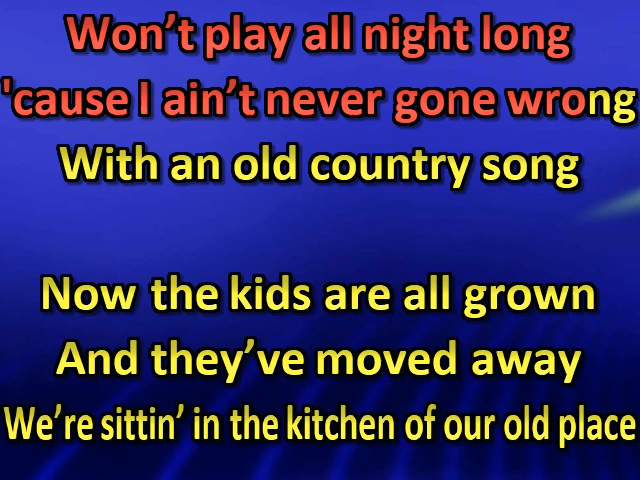 Won’t play all night long
'cause I ain’t never gone wrong
With an old country song
Now the kids are all grown
And they’ve moved away
We’re sittin’ in the kitchen of our old place